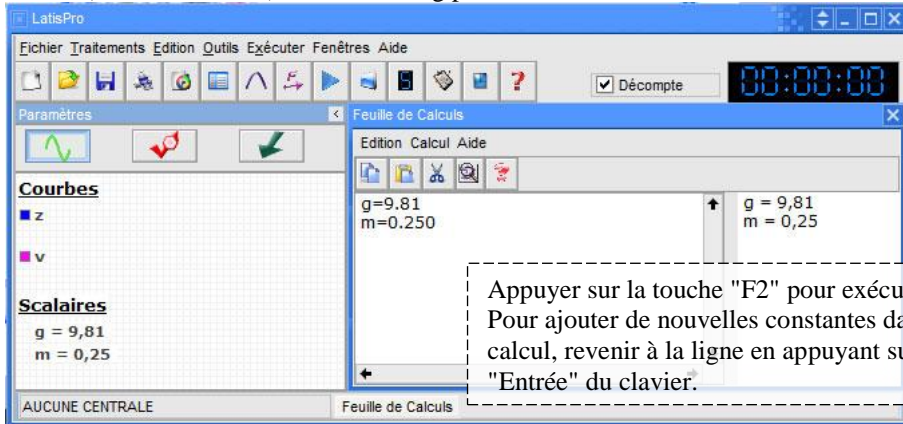 LatisPro
Fichier Traitements Edition Outils Exécuter Fenêtres Aide
Décompte
00:00:00
Paramètres
Feuille de Calculs
Edition Calcul Aide
Courbes
z
v
Scalaires
g = 9,81
m = 0,25
g=9.81
m=0.250
g = 9,81
m = 0,25
Appuyer sur la touche "F2" pour
Pour ajouter de nouvelles constantes
calcul, revenir à la ligne en appuyant
"Entrée" du clavier.
AUCUNE CENTRALE
Feuille de Calculs